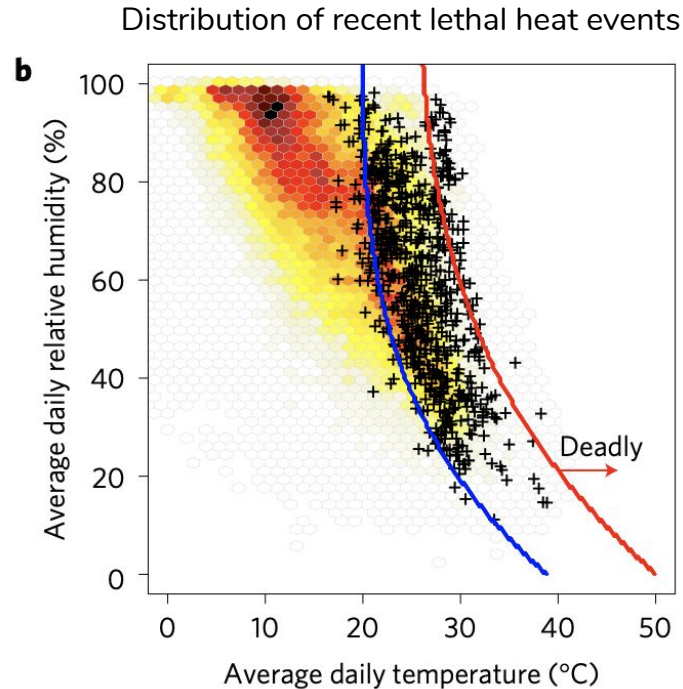 Distribution of recent lethal heat events
b
100
80
60
40
20
0
Average daily relative humidity (%)
Deadly
0 10 20 30 40 50
Average daily temperature (°C)